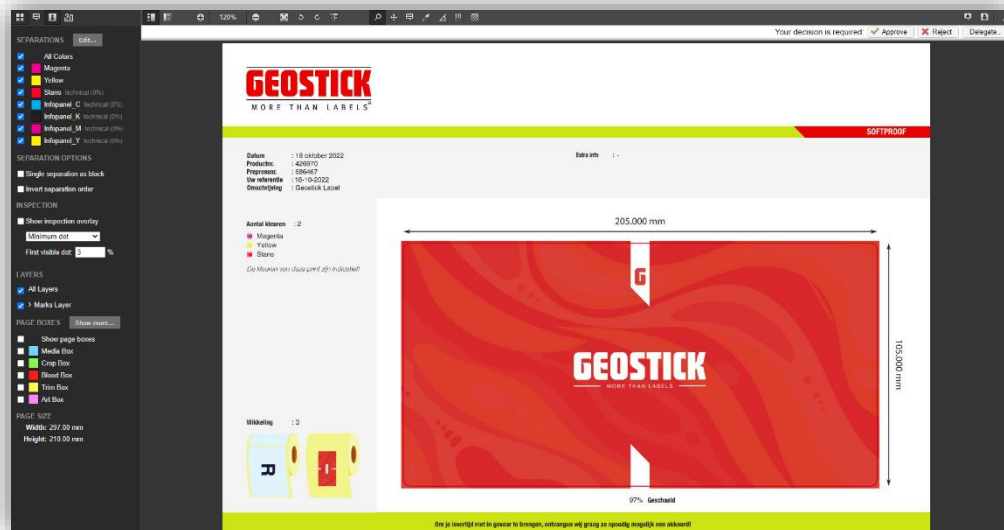 120%
Your decision is required:
Approve
Reject
Delegate...
SEPARATIONS
Edit...
All Colors
Magenta
Yellow
Stans technical (0%)
Infopanel_C technical (0%)
Infopanel_K technical (0%)
Infopanel_M technical (0%)
Infopanel_Y technical (0%)
SEPARATION OPTIONS
Single separation as black
Invert separation order
INSPECTION
Show inspection overlay
Minimum dot
First visible dot: 3 %
LAYERS
All Layers
> Marks Layer
PAGE BOXES
Show more...
Show page boxes
Media Box
Crop Box
Bleed Box
Trim Box
Art Box
PAGE SIZE
Width: 297.00 mm
Height: 210.00 mm
GEOSTICK
MORE THAN LABELS®
SOFTPROOF
Datum : 18 oktober 2022
Productnr. : 426970
Prepressnr. : 886467
Uw referentie : 18-10-2022
Omschrijving : Geostick Label
Extra info : -
Aantal kleuren : 2
Magenta
Yellow
Stans
De kleuren van deze print zijn indicatief!
205.000 mm
G
GEOSTICK
MORE THAN LABELS
105.000 mm
Wikkeling : 3
R
97% Geschaald
Om je levertijd niet in gevaar te brengen, ontvangen wij graag zo spoedig mogelijk een akkoord!